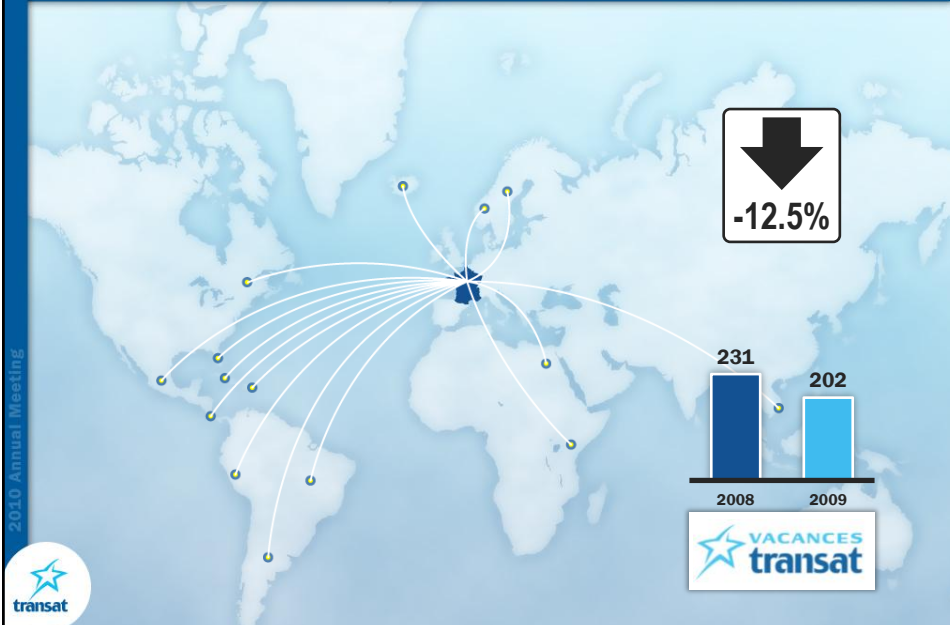 -12.5%
231
202
2008
2009
VACANCES
transat
2010 Annual Meeting
transat